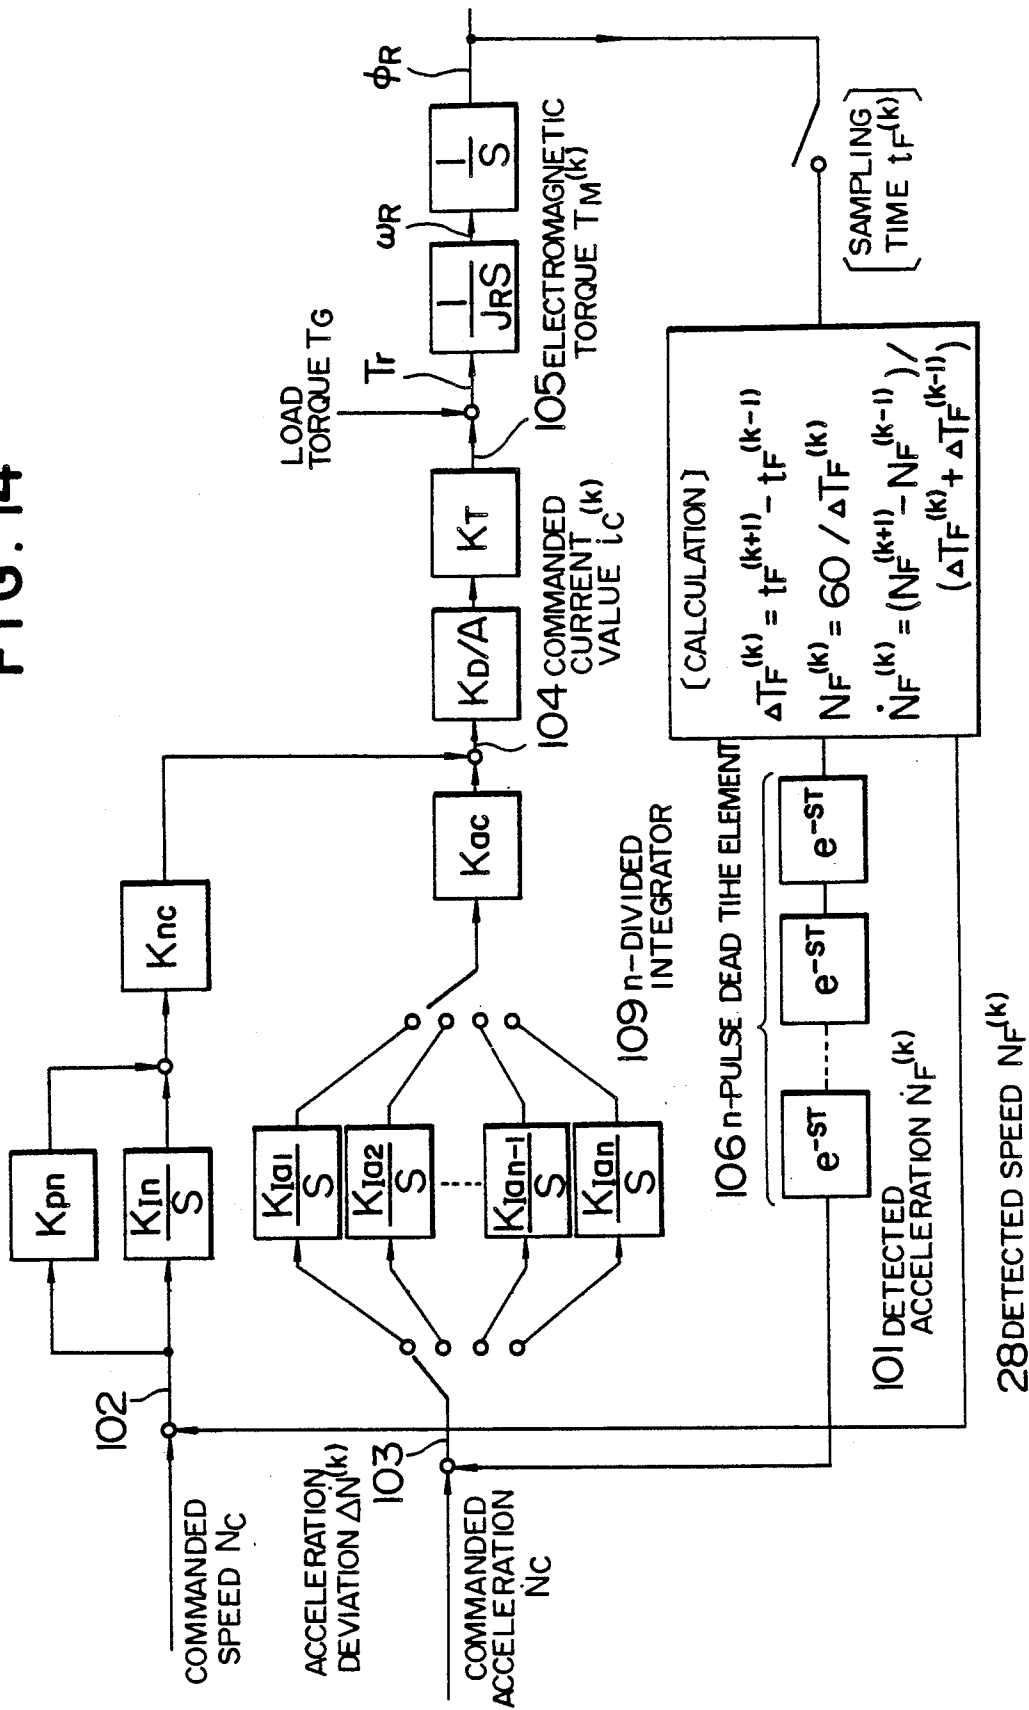 FIG. 14
COMMANDED
SPEED NC
102
Kpn
KIn
S
Knc
ACCELERATION
DEVIATION ΔṄ(k)
103
COMMANDED
ACCELERATION
ṄC
KIa1
S
KIa2
S
KIan-1
S
KIan
S
109 n-DIVIDED
INTEGRATOR
Kac
104 COMMANDED
CURRENT
VALUE iC(k)
KD/A
KT
LOAD
TORQUE TG
105 ELECTROMAGNETIC
TORQUE TM(k)
Tr
1
JRS
ωR
1
S
ΦR
[SAMPLING
TIME tF(k)]
[CALCULATION]
ΔTF(k) = tF(k+1) - tF(k-1)
NF(k) = 60 / ΔTF(k)
ṄF(k) = (NF(k+1) - NF(k-1)) /
(ΔTF(k) + ΔTF(k-1))
106 n-PULSE DEAD TIHE ELEMENT
e-ST
e-ST
e-ST
101 DETECTED
ACCELERATION ṄF(k)
28 DETECTED SPEED NF(k)